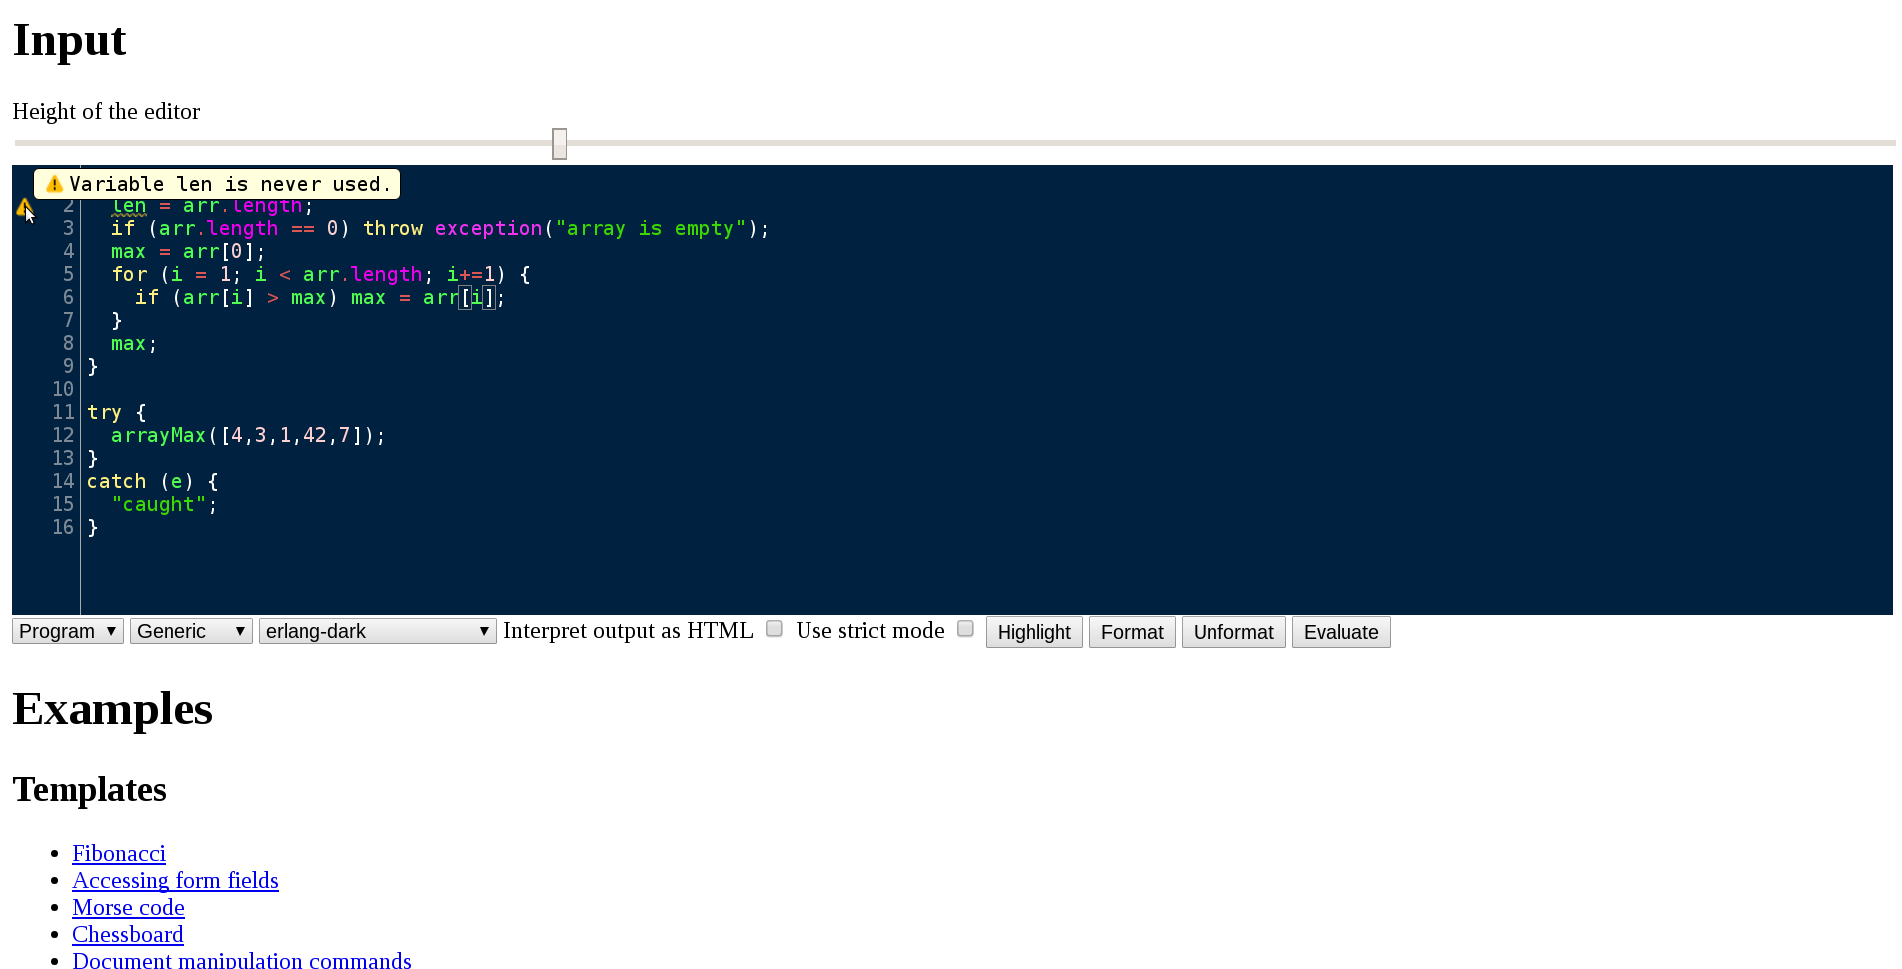 Input
Height of the editor
Variable len is never used.
2 len = arr.length;
3 if (arr.length == 0) throw exception("array is empty");
4 max = arr[0];
5 for (i = 1; i < arr.length; i+=1) {
6 if (arr[i] > max) max = arr[i];
7 }
8 max;
9 }
10
11 try {
12 arrayMax([4,3,1,42,7]);
13 }
14 catch (e) {
15 "caught";
16 }
Program Generic erlang-dark Interpret output as HTML Use strict mode Highlight Format Unformat Evaluate
Examples
Templates
Fibonacci
Accessing form fields
Morse code
Chessboard
Document manipulation commands